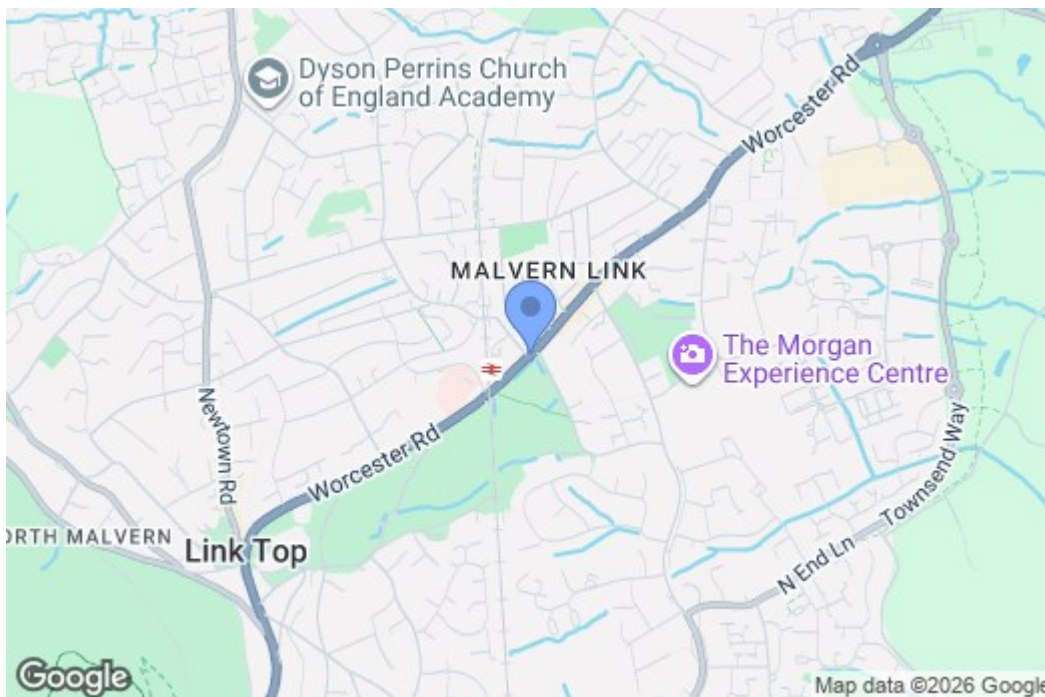 Dyson Perrins Church
of England Academy
Worcester Rd
MALVERN LINK
The Morgan
Experience Centre
Newtown Rd
Worcester Rd
Townsend Way
ORTH MALVERN
Link Top
N End Ln
Google
Map data ©2026 Google